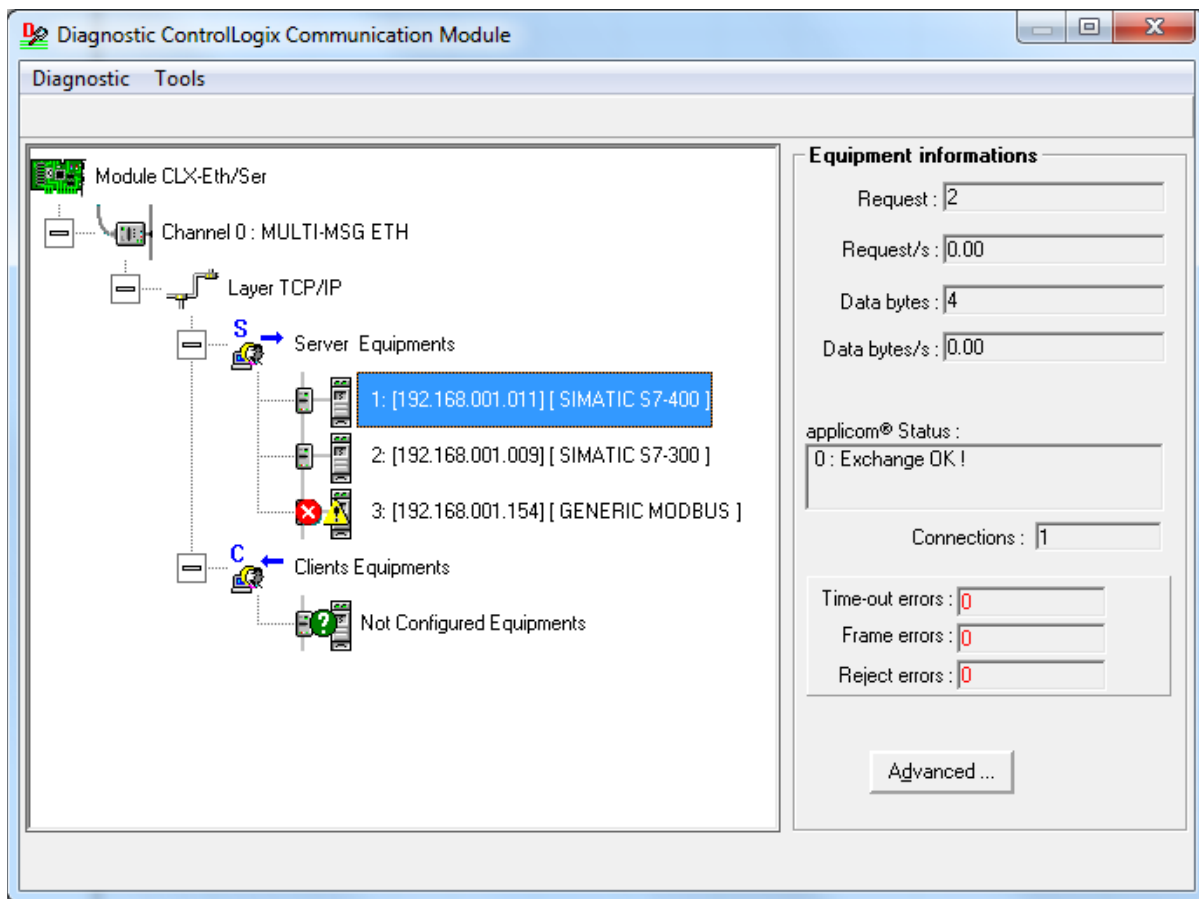 Diagnostic ControlLogix Communication Module
Diagnostic Tools
Module CLX-Eth/Ser
Channel 0 : MULTI-MSG ETH
Layer TCP/IP
S
Server Equipments
1: [192.168.001.011] [ SIMATIC S7-400 ]
2: [192.168.001.009] [ SIMATIC S7-300 ]
3: [192.168.001.154] [ GENERIC MODBUS ]
C
Clients Equipments
Not Configured Equipments
Equipment informations
Request : 2
Request/s : 0.00
Data bytes : 4
Data bytes/s : 0.00
applicom® Status :
0 : Exchange OK !
Connections : 1
Time-out errors : 0
Frame errors : 0
Reject errors : 0
Advanced ...